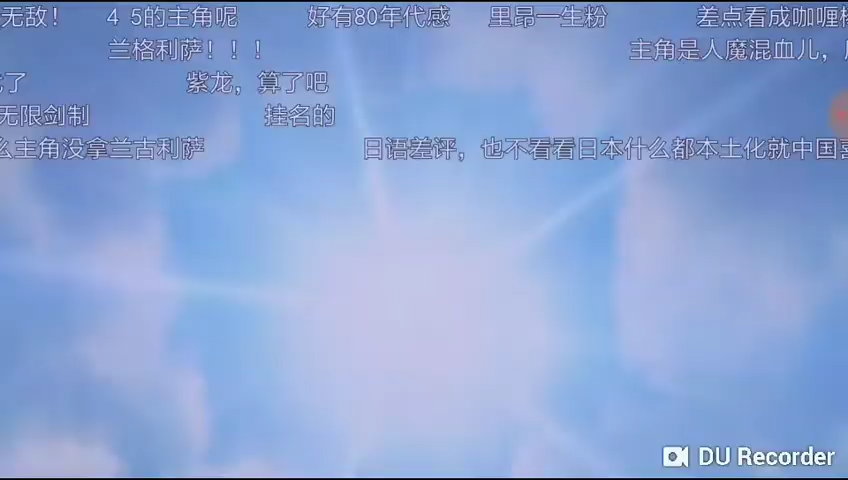 无敌！ 4 5的主角呢 好有80年代感 里昂一生粉 差点看成咖喱
兰格利萨！！！ 主角是人魔混血儿，
了 紫龙，算了吧
无限剑制 挂名的
主角没拿兰古利萨 日语差评，也不看看日本什么都本土化就中国
DU Recorder